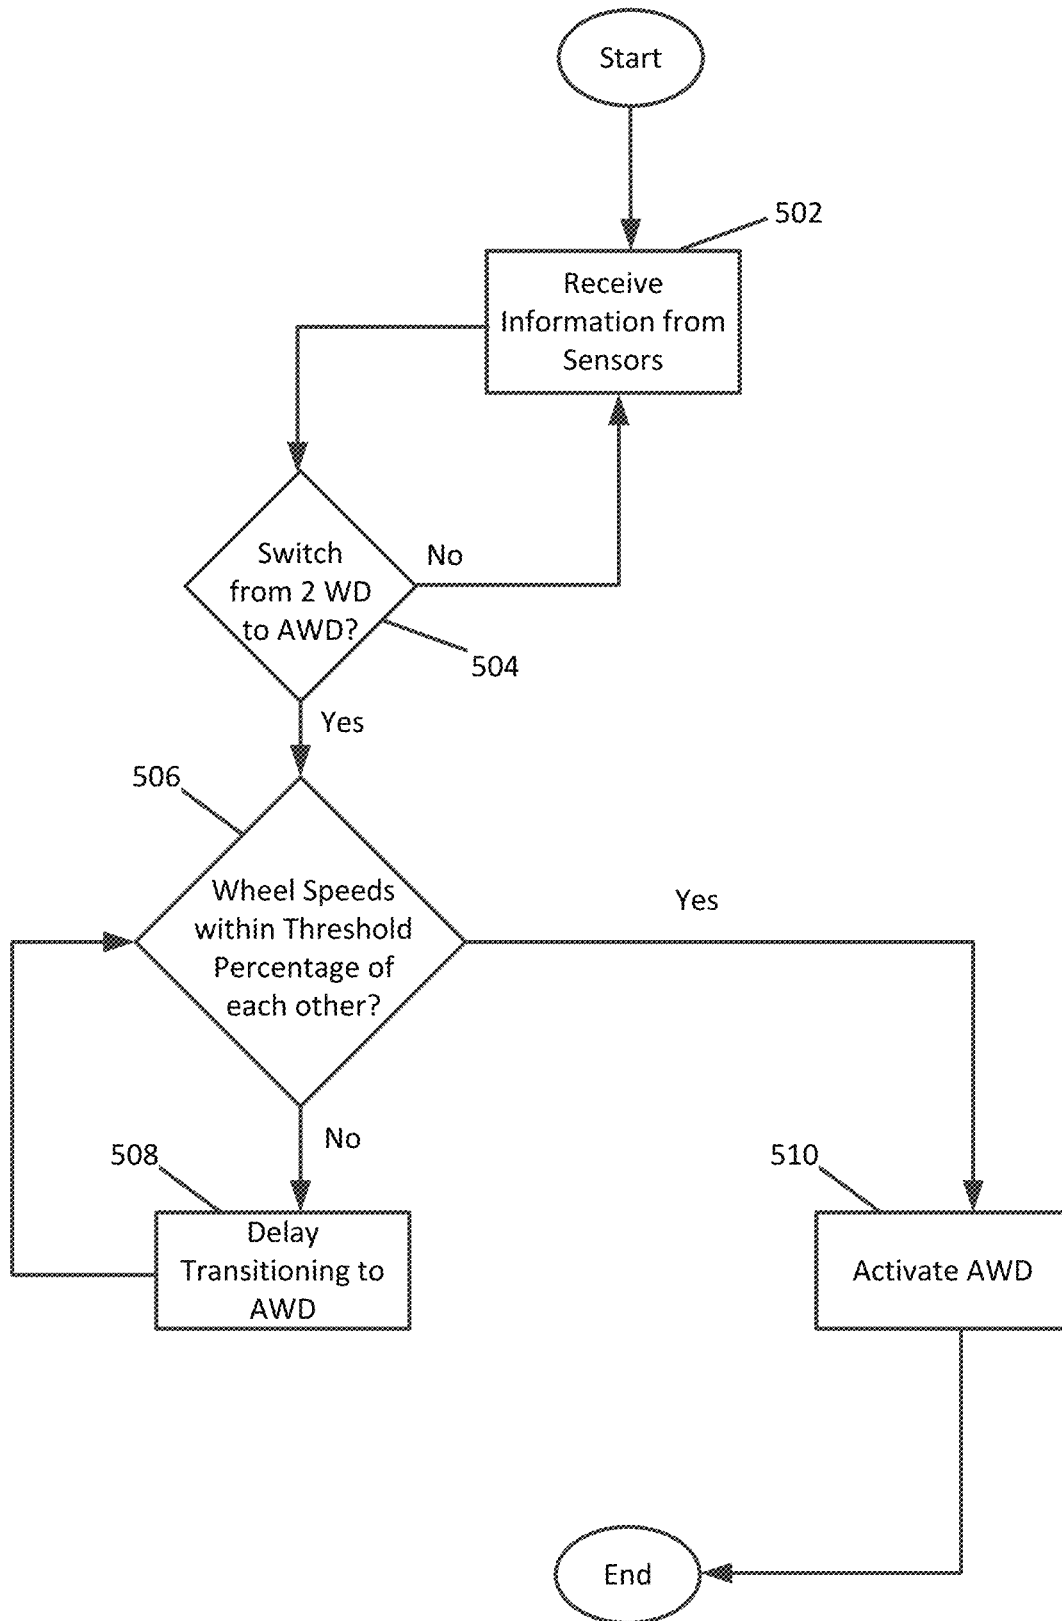 Start
502
Receive
Information from
Sensors
Switch
from 2 WD
to AWD?
No
504
Yes
506
Wheel Speeds
within Threshold
Percentage of
each other?
Yes
No
508
Delay
Transitioning to
AWD
510
Activate AWD
End